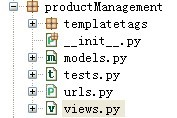 productManagement
templatetags
__init__.py
models.py
tests.py
urls.py
views.py